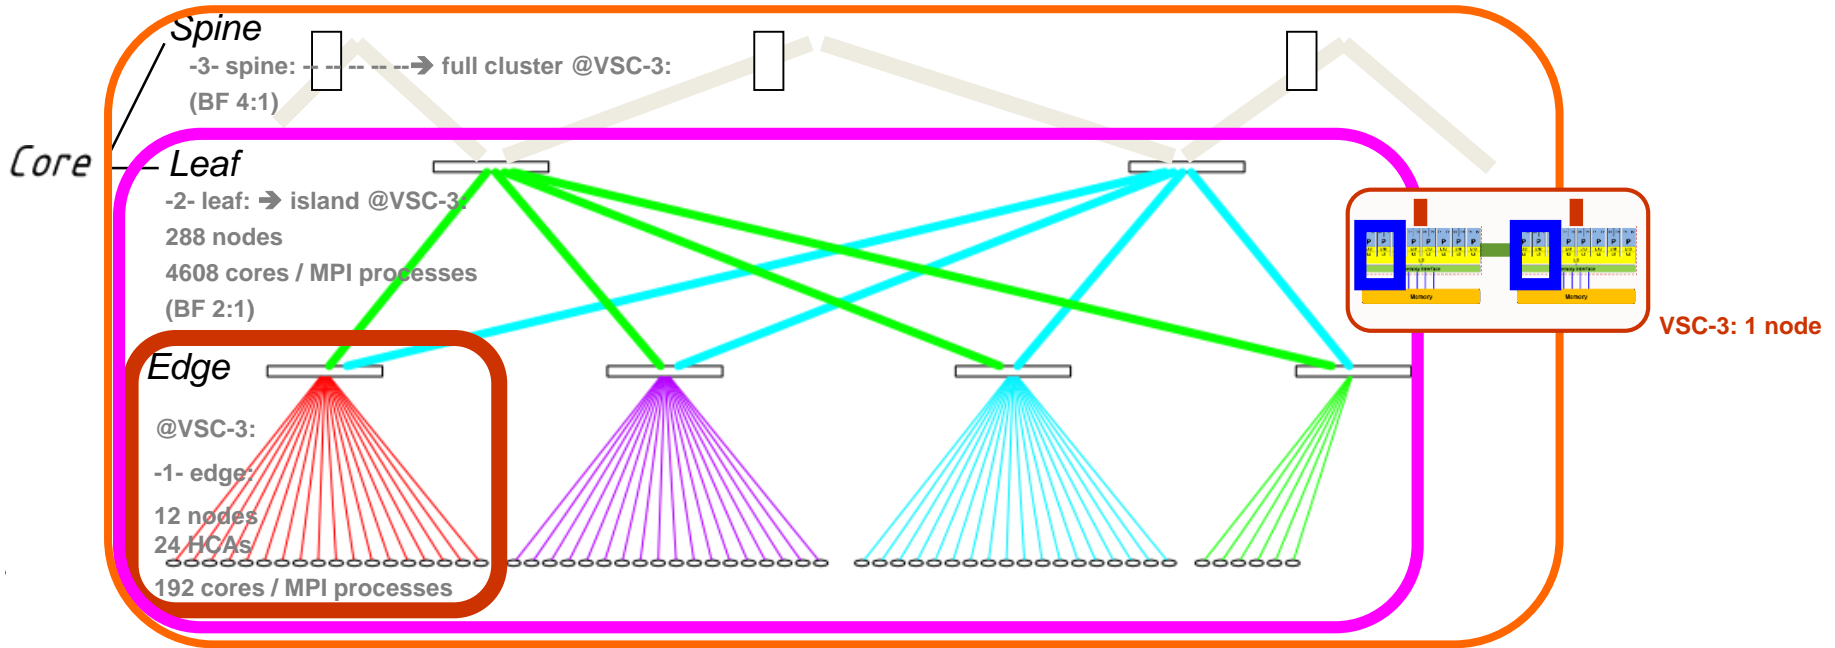 Spine
-3- spine: -- -- -- -- --➔ full cluster @VSC-3:
(BF 4:1)
Core
Leaf
-2- leaf: ➔ island @VSC-3:
288 nodes
4608 cores / MPI processes
(BF 2:1)
P P P P P P
P P P P P P
Memory
Memory
VSC-3: 1 node
Edge
@VSC-3:
-1- edge:
12 nodes
24 HCAs
192 cores / MPI processes